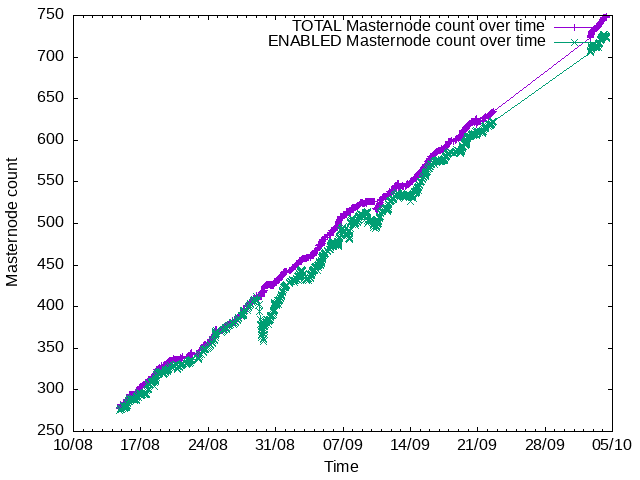 750
TOTAL Masternode count over time
ENABLED Masternode count over time
700
650
600
550
500
450
400
350
300
250
Masternode count
10/08 17/08 24/08 31/08 07/09 14/09 21/09 28/09 05/10
Time